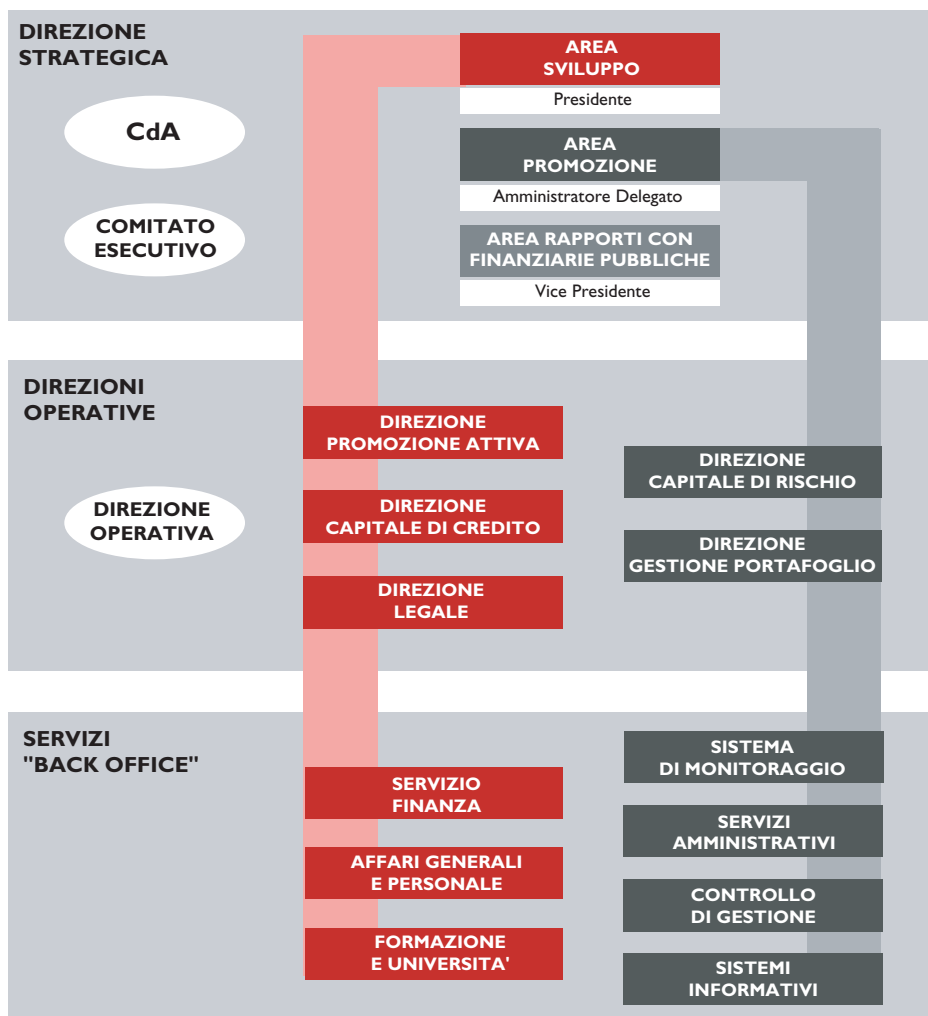 DIREZIONE
STRATEGICA
CdA
COMITATO
ESECUTIVO
AREA
SVILUPPO
Presidente
AREA
PROMOZIONE
Amministratore Delegato
AREA RAPPORTI CON
FINANZIARIE PUBBLICHE
Vice Presidente
DIREZIONI
OPERATIVE
DIREZIONE
OPERATIVA
DIREZIONE
PROMOZIONE ATTIVA
DIREZIONE
CAPITALE DI CREDITO
DIREZIONE
LEGALE
DIREZIONE
CAPITALE DI RISCHIO
DIREZIONE
GESTIONE PORTAFOGLIO
SERVIZI
"BACK OFFICE"
SERVIZIO
FINANZA
AFFARI GENERALI
E PERSONALE
FORMAZIONE
E UNIVERSITA'
SISTEMA
DI MONITORAGGIO
SERVIZI
AMMINISTRATIVI
CONTROLLO
DI GESTIONE
SISTEMI
INFORMATIVI